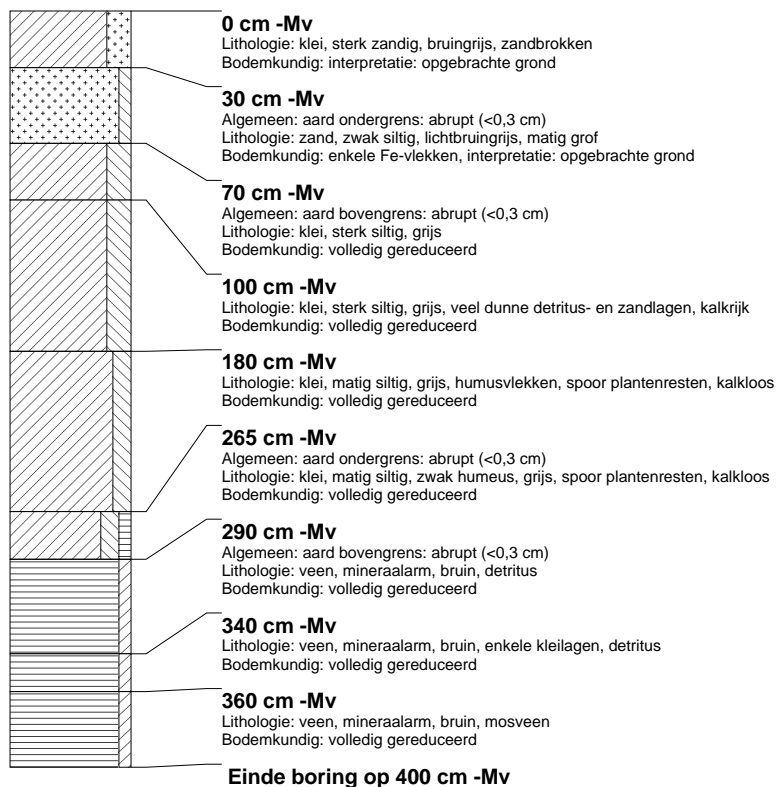 0 cm -Mv
Lithologie: klei, sterk zandig, bruingrijs, zandbrokken
Bodemkundig: interpretatie: opgebrachte grond
30 cm -Mv
Algemeen: aard ondergrens: abrupt (<0,3 cm)
Lithologie: zand, zwak siltig, lichtbruingrijs, matig grof
Bodemkundig: enkele Fe-vlekken, interpretatie: opgebrachte grond
70 cm -Mv
Algemeen: aard bovengrens: abrupt (<0,3 cm)
Lithologie: klei, sterk siltig, grijs
Bodemkundig: volledig gereduceerd
100 cm -Mv
Lithologie: klei, sterk siltig, grijs, veel dunne detritus- en zandlagen, kalkrijk
Bodemkundig: volledig gereduceerd
180 cm -Mv
Lithologie: klei, matig siltig, grijs, humusvlekken, spoor plantenresten, kalkloos
Bodemkundig: volledig gereduceerd
265 cm -Mv
Algemeen: aard ondergrens: abrupt (<0,3 cm)
Lithologie: klei, matig siltig, zwak humeus, grijs, spoor plantenresten, kalkloos
Bodemkundig: volledig gereduceerd
290 cm -Mv
Algemeen: aard bovengrens: abrupt (<0,3 cm)
Lithologie: veen, mineraalarm, bruin, detritus
Bodemkundig: volledig gereduceerd
340 cm -Mv
Lithologie: veen, mineraalarm, bruin, enkele kleilagen, detritus
Bodemkundig: volledig gereduceerd
360 cm -Mv
Lithologie: veen, mineraalarm, bruin, mosveen
Bodemkundig: volledig gereduceerd
Einde boring op 400 cm -Mv